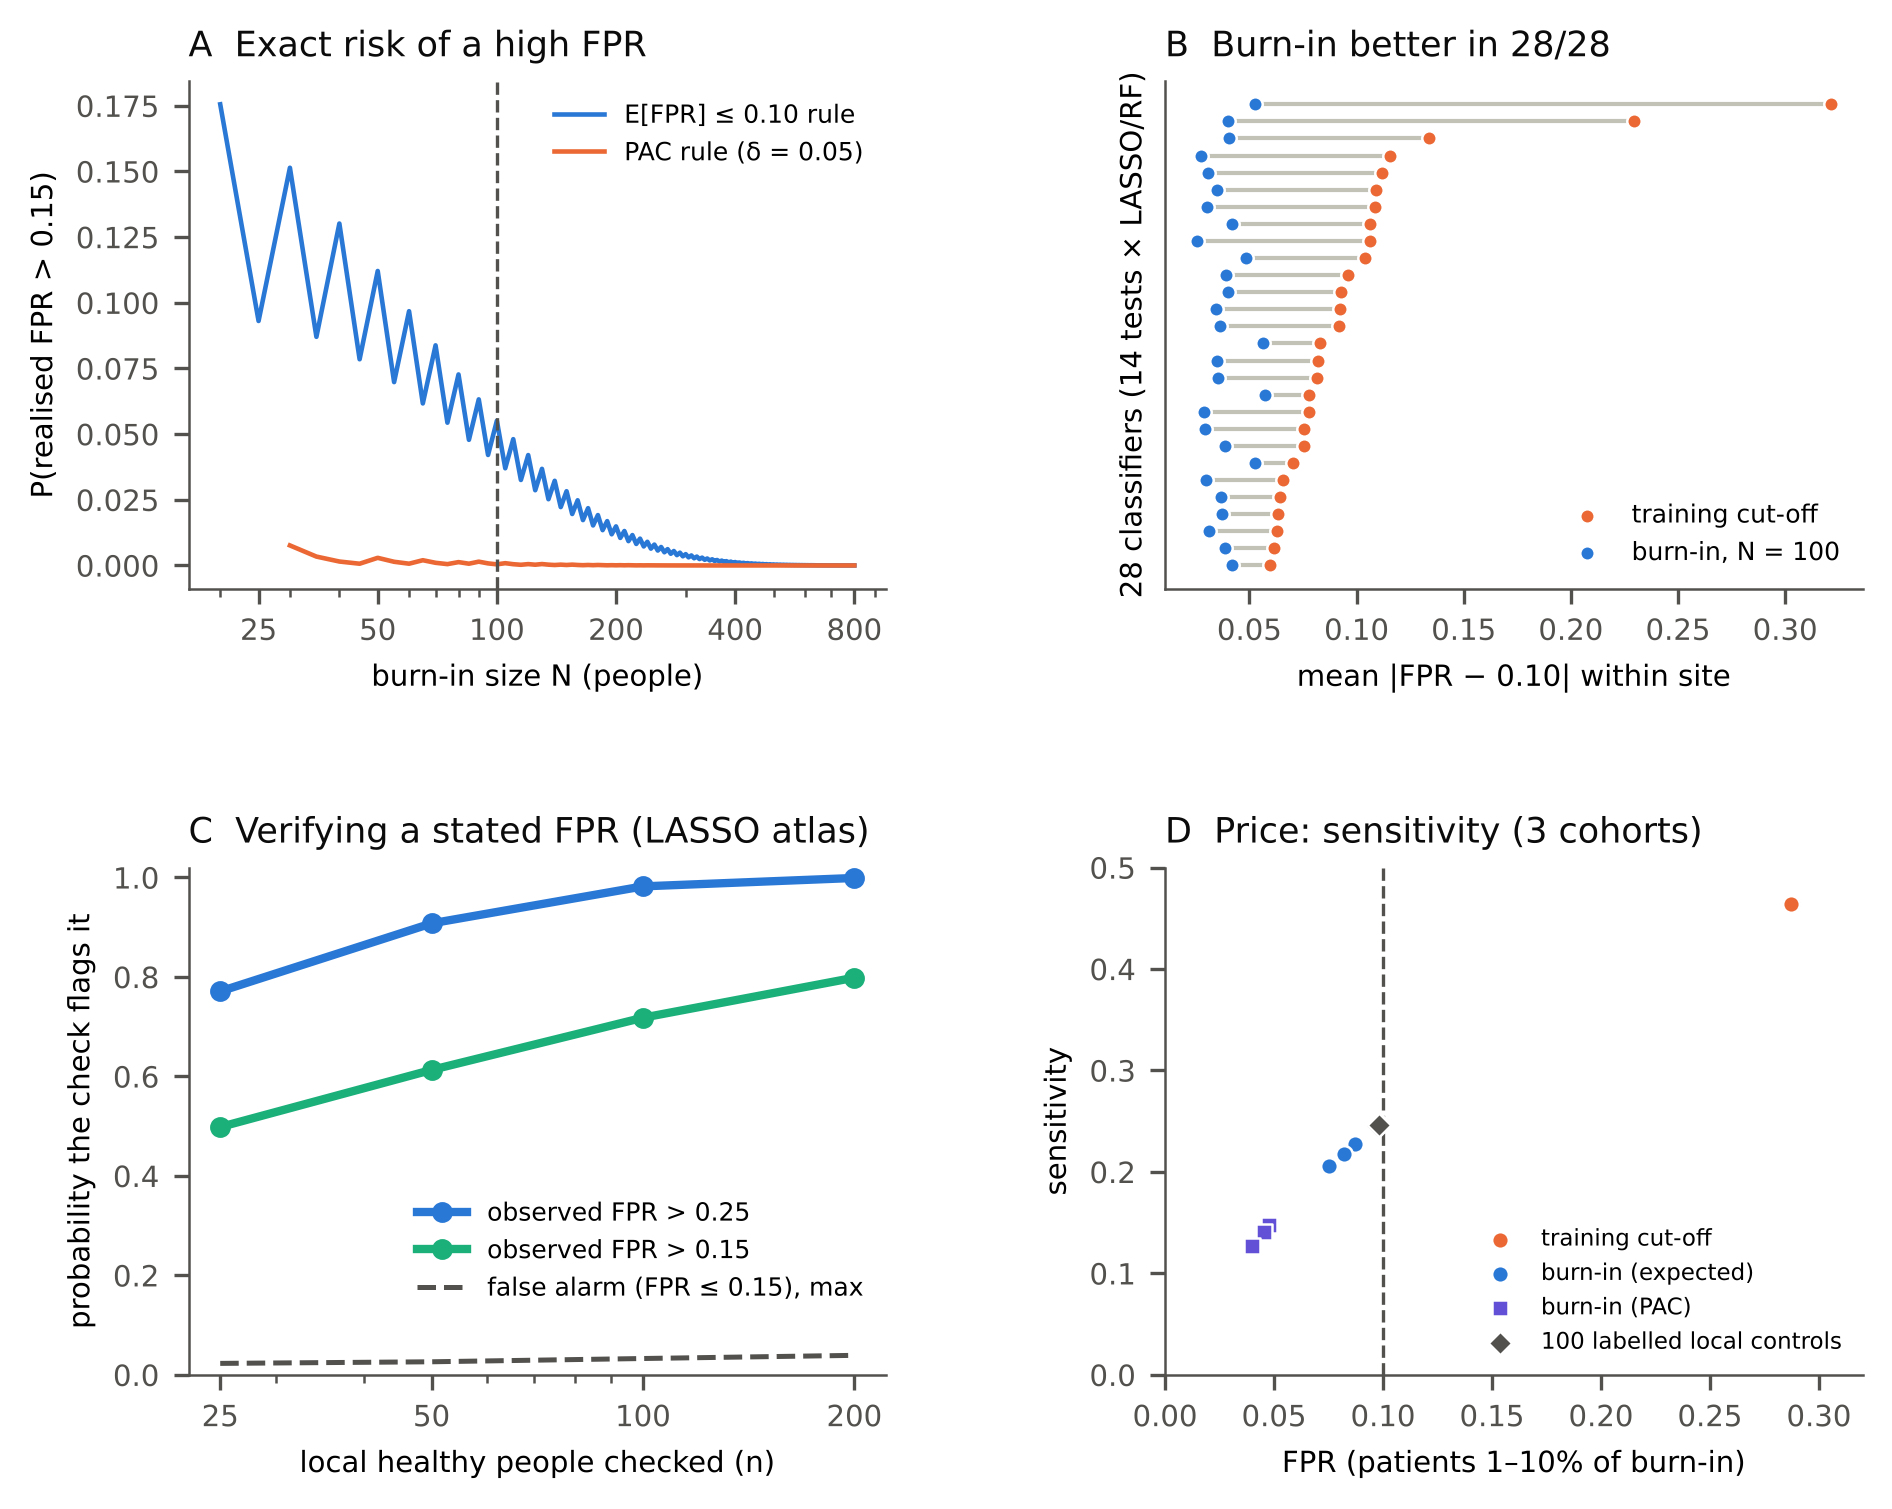 A Exact risk of a high FPR
P(realised FPR > 0.15)
0.175
0.150
0.125
0.100
0.075
0.050
0.025
0.000
E[FPR] ≤ 0.10 rule
PAC rule (δ = 0.05)
25 50 100 200 400 800
burn-in size N (people)
B Burn-in better in 28/28
28 classifiers (14 tests × LASSO/RF)
training cut-off
burn-in, N = 100
0.05 0.10 0.15 0.20 0.25 0.30
mean |FPR − 0.10| within site
C Verifying a stated FPR (LASSO atlas)
probability the check flags it
1.0
0.8
0.6
0.4
0.2
0.0
observed FPR > 0.25
observed FPR > 0.15
false alarm (FPR ≤ 0.15), max
25 50 100 200
local healthy people checked (n)
D Price: sensitivity (3 cohorts)
sensitivity
0.5
0.4
0.3
0.2
0.1
0.0
training cut-off
burn-in (expected)
burn-in (PAC)
100 labelled local controls
0.00 0.05 0.10 0.15 0.20 0.25 0.30
FPR (patients 1–10% of burn-in)